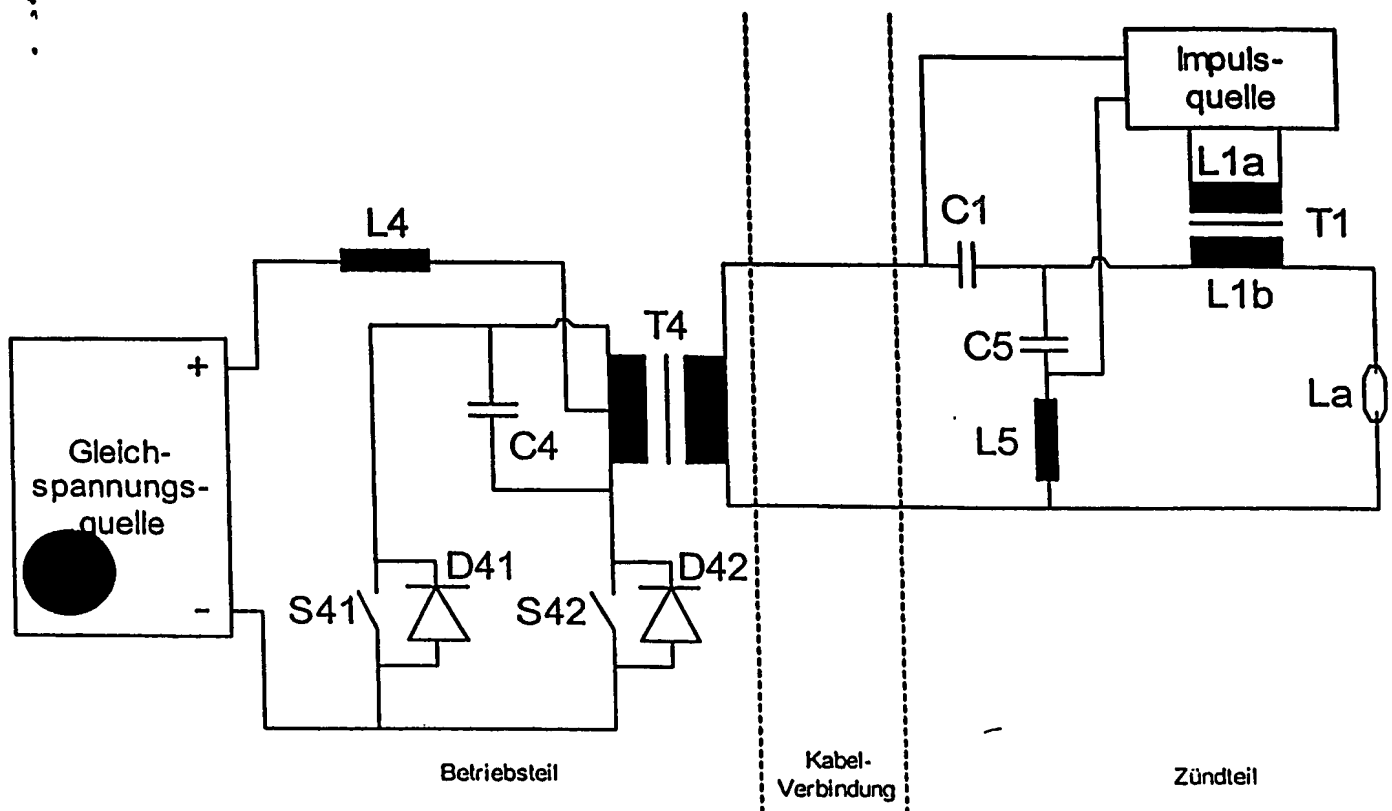 Impuls-
quelle
L1a
C1
T1
L4
L1b
T4
C5
+
La
C4
L5
Gleich-
spannungs-
quelle
D41
D42
S41
S42
-
Betriebsteil
Kabel-
Verbindung
Zündteil